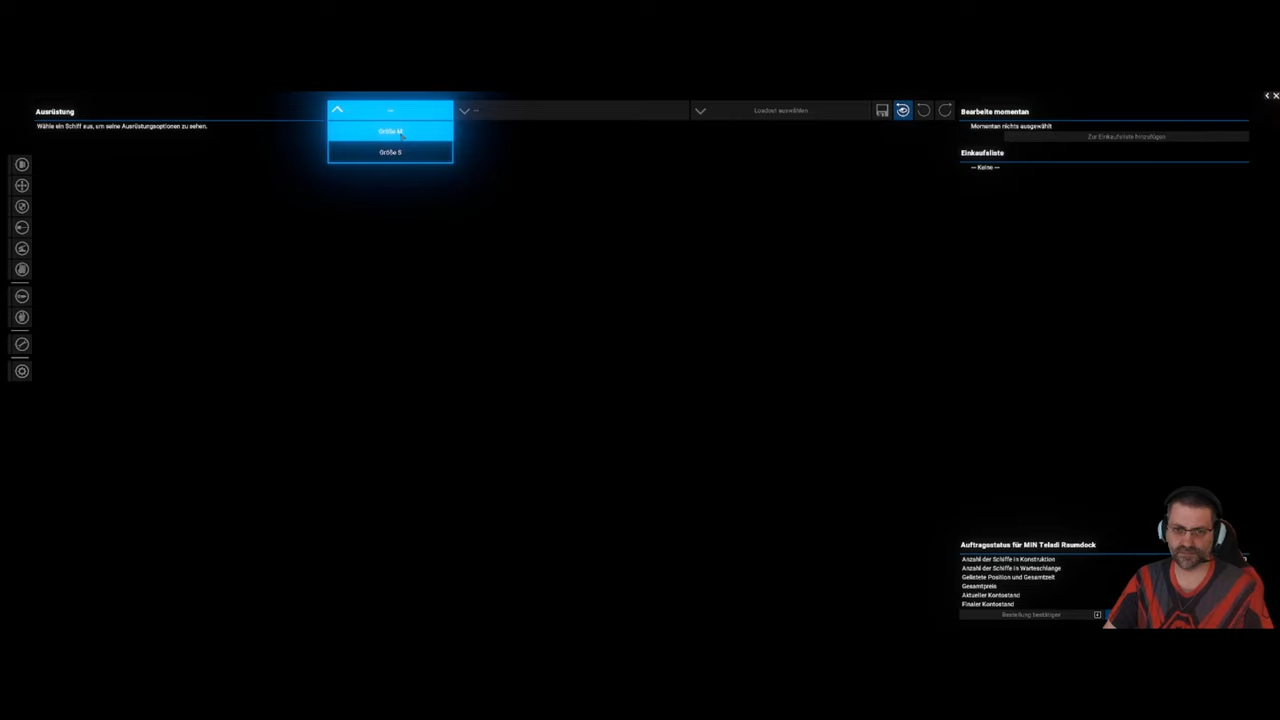 Ausrüstung
Wähle ein Schiff aus, um seine Ausrüstungsoptionen zu sehen.
--
Größe M
Größe S
--
Loadout auswählen
Bearbeite momentan
Momentan nichts ausgewählt
Zur Einkaufsliste hinzufügen
Einkaufsliste
-- Keine --
Auftragsstatus für MIN Teladi Raumdock
Anzahl der Schiffe in Konstruktion
Anzahl der Schiffe in Warteschlange
Gelistete Position und Gesamtzeit
Gesamtpreis
Aktueller Kontostand
Finaler Kontostand
Bestellung bestätigen